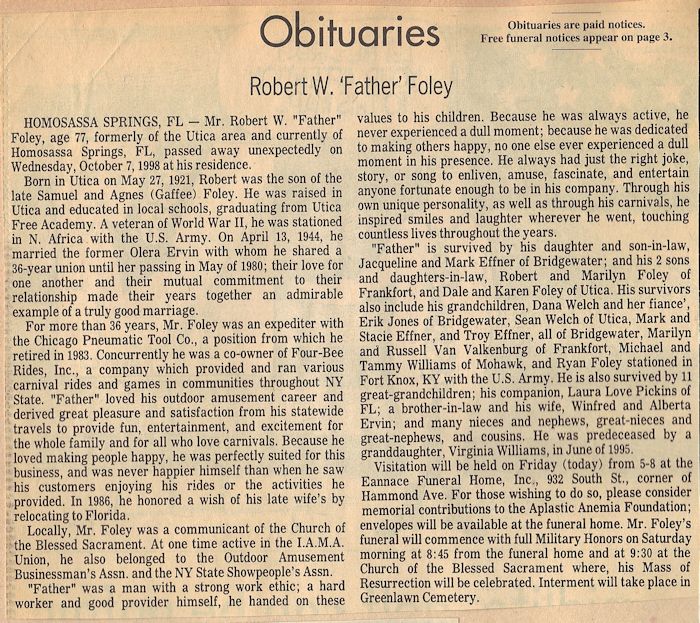 Obituaries
Obituaries are paid notices.
Free funeral notices appear on page 3.
Robert W. 'Father' Foley
HOMOSASSA SPRINGS, FL — Mr. Robert W. "Father"
Foley, age 77, formerly of the Utica area and currently of
Homosassa Springs, FL, passed away unexpectedly on
Wednesday, October 7, 1998 at his residence.
Born in Utica on May 27, 1921, Robert was the son of the
late Samuel and Agnes (Gaffee) Foley. He was raised in
Utica and educated in local schools, graduating from Utica
Free Academy. A veteran of World War II, he was stationed
in N. Africa with the U.S. Army. On April 13, 1944, he
married the former Olera Ervin with whom he shared a
36-year union until her passing in May of 1980; their love for
one another and their mutual commitment to their
relationship made their years together an admirable
example of a truly good marriage.
For more than 36 years, Mr. Foley was an expediter with
the Chicago Pneumatic Tool Co., a position from which he
retired in 1983. Concurrently he was a co-owner of Four-Bee
Rides, Inc., a company which provided and ran various
carnival rides and games in communities throughout NY
State. "Father" loved his outdoor amusement career and
derived great pleasure and satisfaction from his statewide
travels to provide fun, entertainment, and excitement for
the whole family and for all who love carnivals. Because he
loved making people happy, he was perfectly suited for this
business, and was never happier himself than when he saw
his customers enjoying his rides or the activities he
provided. In 1986, he honored a wish of his late wife's by
relocating to Florida.
Locally, Mr. Foley was a communicant of the Church of
the Blessed Sacrament. At one time active in the I.A.M.A.
Union, he also belonged to the Outdoor Amusement
Businessman's Assn. and the NY State Showpeople's Assn.
"Father" was a man with a strong work ethic; a hard
worker and good provider himself, he handed on these
values to his children. Because he was always active, he
never experienced a dull moment; because he was dedicated
to making others happy, no one else ever experienced a dull
moment in his presence. He always had just the right joke,
story, or song to enliven, amuse, fascinate, and entertain
anyone fortunate enough to be in his company. Through his
own unique personality, as well as through his carnivals, he
inspired smiles and laughter wherever he went, touching
countless lives throughout the years.
"Father" is survived by his daughter and son-in-law,
Jacqueline and Mark Effner of Bridgewater; and his 2 sons
and daughters-in-law, Robert and Marilyn Foley of
Frankfort, and Dale and Karen Foley of Utica. His survivors
also include his grandchildren, Dana Welch and her fiance',
Erik Jones of Bridgewater, Sean Welch of Utica, Mark and
Stacie Effner, and Troy Effner, all of Bridgewater, Marilyn
and Russell Van Valkenburg of Frankfort, Michael and
Tammy Williams of Mohawk, and Ryan Foley stationed in
Fort Knox, KY with the U.S. Army. He is also survived by 11
great-grandchildren; his companion, Laura Love Pickins of
FL; a brother-in-law and his wife, Winfred and Alberta
Ervin; and many nieces and nephews, great-nieces and
great-nephews, and cousins. He was predeceased by a
granddaughter, Virginia Williams, in June of 1995.
Visitation will be held on Friday (today) from 5-8 at the
Eannace Funeral Home, Inc., 932 South St., corner of
Hammond Ave. For those wishing to do so, please consider
memorial contributions to the Aplastic Anemia Foundation;
envelopes will be available at the funeral home. Mr. Foley's
funeral will commence with full Military Honors on Saturday
morning at 8:45 from the funeral home and at 9:30 at the
Church of the Blessed Sacrament where, his Mass of
Resurrection will be celebrated. Interment will take place in
Greenlawn Cemetery.